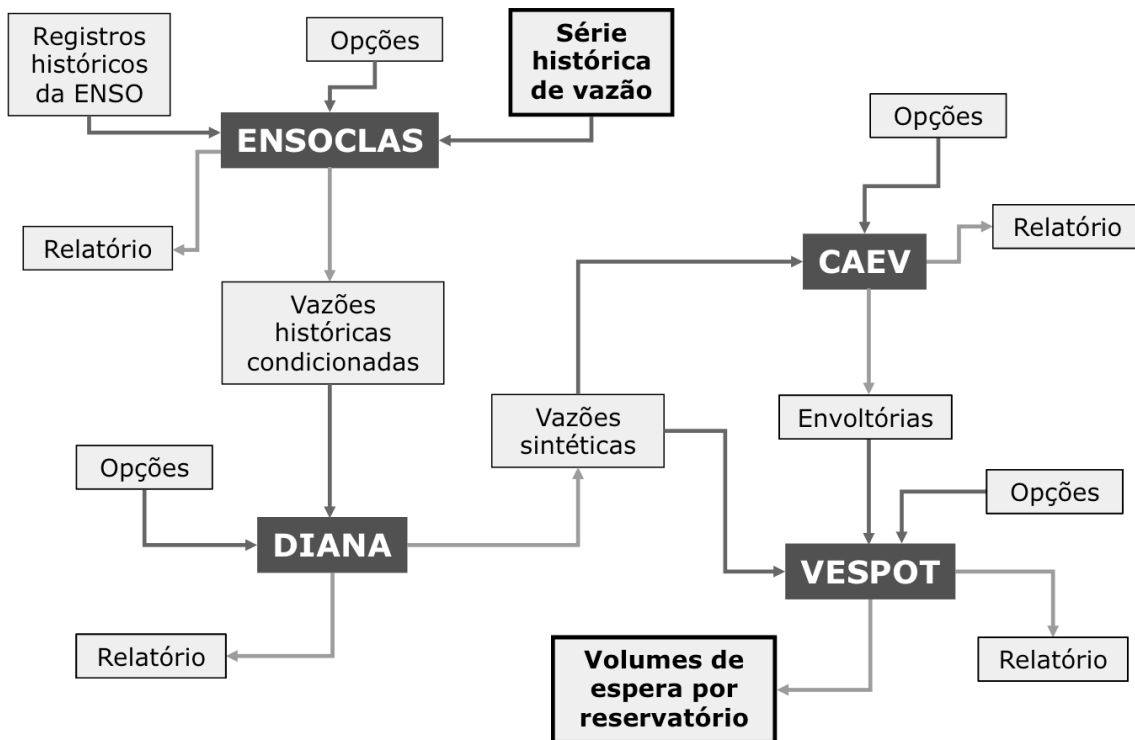 Registros
históricos
da ENSO
Opções
Série
histórica
de vazão
ENSOCLAS
Relatório
Vazões
históricas
condicionadas
Opções
DIANA
Relatório
Vazões
sintéticas
Opções
CAEV
Relatório
Envoltórias
Opções
VESPOT
Relatório
Volumes de
espera por
reservatório